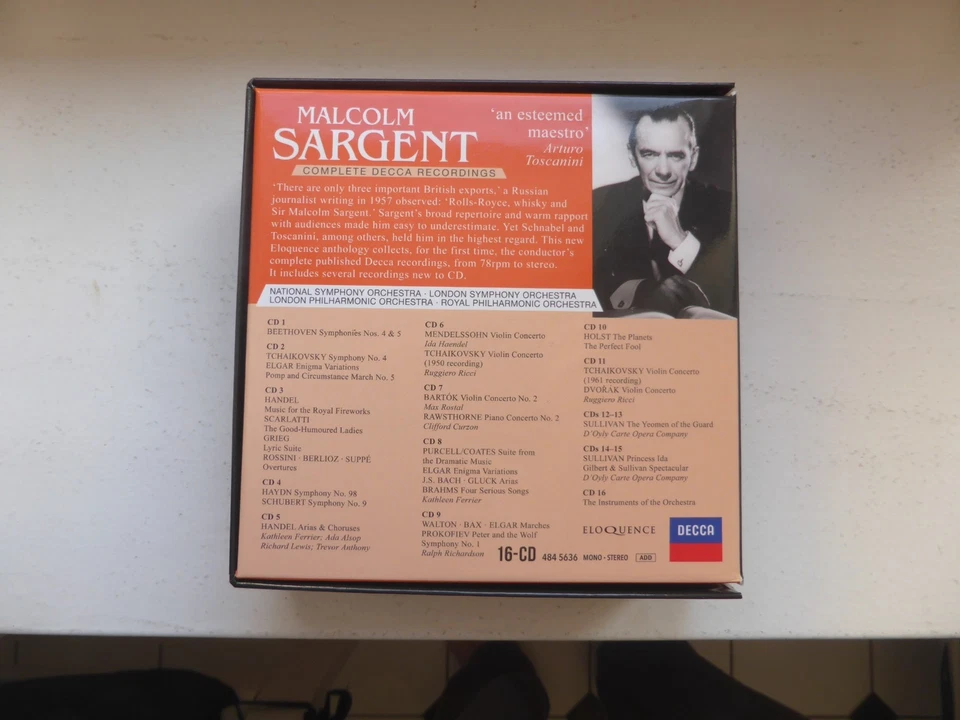 MALCOLM
SARGENT
COMPLETE DECCA RECORDINGS
'an esteemed
maestro'
Arturo
Toscanini
'There are only three important British exports,' a Russian
journalist writing in 1957 observed: 'Rolls-Royce, whisky and
Sir Malcolm Sargent.' Sargent's broad repertoire and warm rapport
with audiences made him easy to underestimate. Yet Schnabel and
Toscanini, among others, held him in the highest regard. This new
Eloquence anthology collects, for the first time, the conductor's
complete published Decca recordings, from 78rpm to stereo.
It includes several recordings new to CD.
NATIONAL SYMPHONY ORCHESTRA · LONDON SYMPHONY ORCHESTRA
LONDON PHILHARMONIC ORCHESTRA · ROYAL PHILHARMONIC ORCHESTRA
CD 1
BEETHOVEN Symphonies Nos. 4 & 5
CD 2
TCHAIKOVSKY Symphony No. 4
ELGAR Enigma Variations
Pomp and Circumstance March No. 5
CD 3
HANDEL
Music for the Royal Fireworks
SCARLATTI
The Good-Humoured Ladies
GRIEG
Lyric Suite
ROSSINI · BERLIOZ · SUPPÉ
Overtures
CD 4
HAYDN Symphony No. 98
SCHUBERT Symphony No. 9
CD 5
HANDEL Arias & Choruses
Kathleen Ferrier; Ada Alsop
Richard Lewis; Trevor Anthony
CD 6
MENDELSSOHN Violin Concerto
Ida Haendel
TCHAIKOVSKY Violin Concerto
(1950 recording)
Ruggiero Ricci
CD 7
BARTÓK Violin Concerto No. 2
Max Rostal
RAWSTHORNE Piano Concerto No. 2
Clifford Curzon
CD 8
PURCELL/COATES Suite from
the Dramatic Music
ELGAR Enigma Variations
J.S. BACH · GLUCK Arias
BRAHMS Four Serious Songs
Kathleen Ferrier
CD 9
WALTON · BAX · ELGAR Marches
PROKOFIEV Peter and the Wolf
Symphony No. 1
Ralph Richardson
CD 10
HOLST The Planets
The Perfect Fool
CD 11
TCHAIKOVSKY Violin Concerto
(1961 recording)
DVOŘÁK Violin Concerto
Ruggiero Ricci
CDs 12–13
SULLIVAN The Yeomen of the Guard
D'Oyly Carte Opera Company
CDs 14–15
SULLIVAN Princess Ida
Gilbert & Sullivan Spectacular
D'Oyly Carte Opera Company
CD 16
The Instruments of the Orchestra
ELOQUENCE
DECCA
16-CD 484 5636 MONO · STEREO ADD